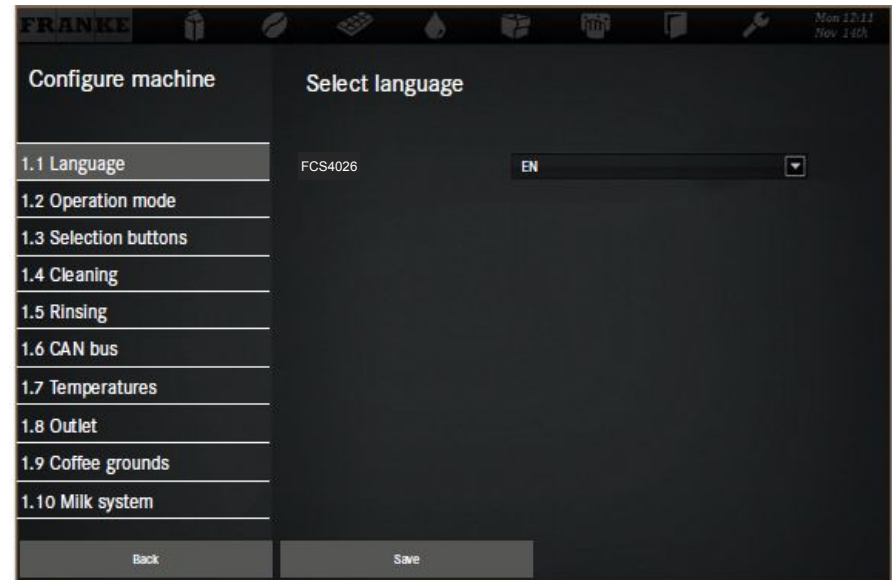 FRANKE
Mon 12:11
Nov 14th
Configure machine
Select language
1.1 Language
FCS4026
EN
1.2 Operation mode
1.3 Selection buttons
1.4 Cleaning
1.5 Rinsing
1.6 CAN bus
1.7 Temperatures
1.8 Outlet
1.9 Coffee grounds
1.10 Milk system
Back
Save